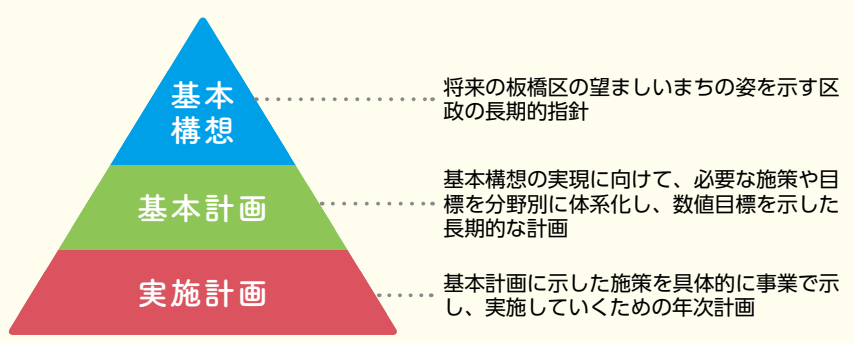 基本
構想
将来の板橋区の望ましいまちの姿を示す区
政の長期的指針
基本計画
基本構想の実現に向けて、必要な施策や目
標を分野別に体系化し、数値目標を示した
長期的な計画
実施計画
基本計画に示した施策を具体的に事業で示
し、実施していくための年次計画